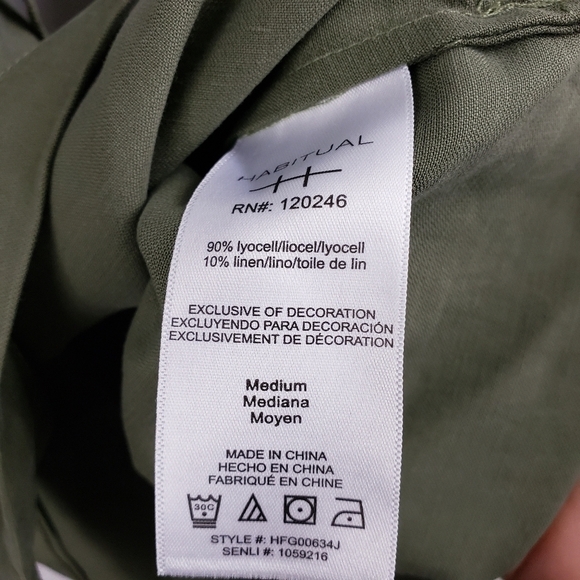 HABITUAL
RN#: 120246
90% lyocell/liocel/lyocell
10% linen/lino/toile de lin
EXCLUSIVE OF DECORATION
EXCLUYENDO PARA DECORACIÓN
EXCLUSIVEMENT DE DÉCORATION
Medium
Mediana
Moyen
MADE IN CHINA
HECHO EN CHINA
FABRIQUÉ EN CHINE
30C
STYLE #: HFG00634J
SENLI #: 1059216